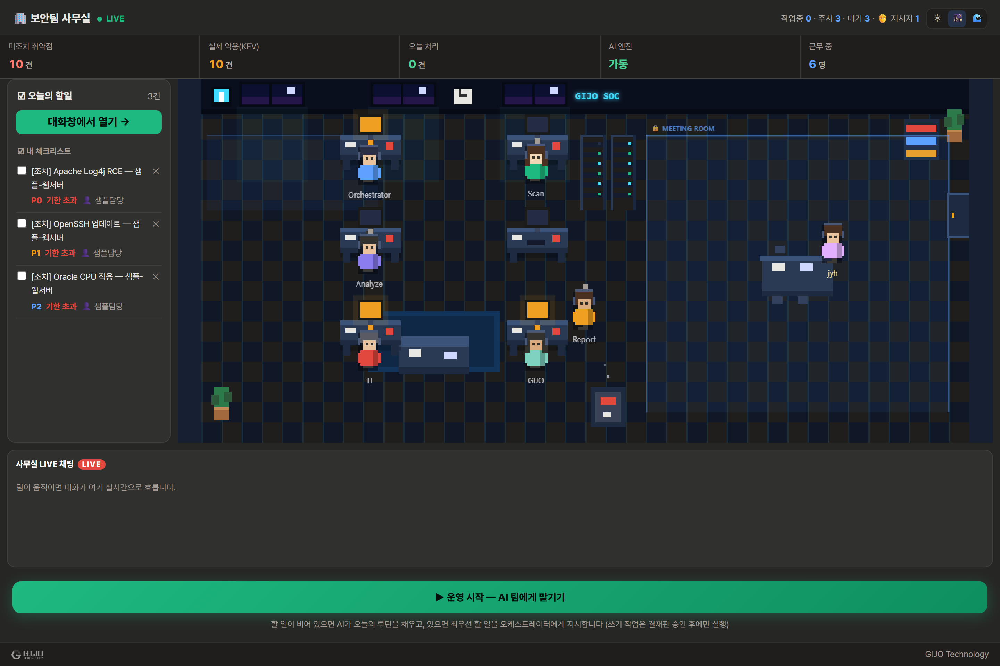 보안팀 사무실 LIVE
작업중 0 · 주시 3 · 대기 3 · 지시자 1
미조치 취약점
10 건
실제 악용(KEV)
10 건
오늘 처리
0 건
AI 엔진
가동
근무 중
6 명
오늘의 할일 3건
대화창에서 열기 →
내 체크리스트
[조치] Apache Log4j RCE — 샘
플-웹서버
P0 기한 초과 샘플담당
[조치] OpenSSH 업데이트 — 샘
플-웹서버
P1 기한 초과 샘플담당
[조치] Oracle CPU 적용 — 샘플-
웹서버
P2 기한 초과 샘플담당
GIJO SOC
MEETING ROOM
Orchestrator
Scan
Analyze
jyh
Report
TI
GIJO
사무실 LIVE 채팅 LIVE
팀이 움직이면 대화가 여기 실시간으로 흐릅니다.
▶ 운영 시작 — AI 팀에게 맡기기
할 일이 비어 있으면 AI가 오늘의 루틴을 채우고, 있으면 최우선 할 일을 오케스트레이터에게 지시합니다 (쓰기 작업은 결재판 승인 후에만 실행)
G.I.JO
TECHNOLOGY
GIJO Technology